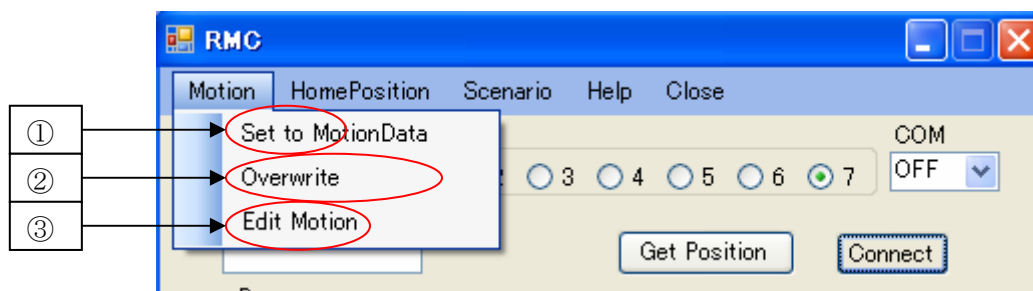 RMC
Motion HomePosition Scenario Help Close
① Set to MotionData COM
② Overwrite 3 4 5 6 7 OFF
③ Edit Motion
Get Position Connect